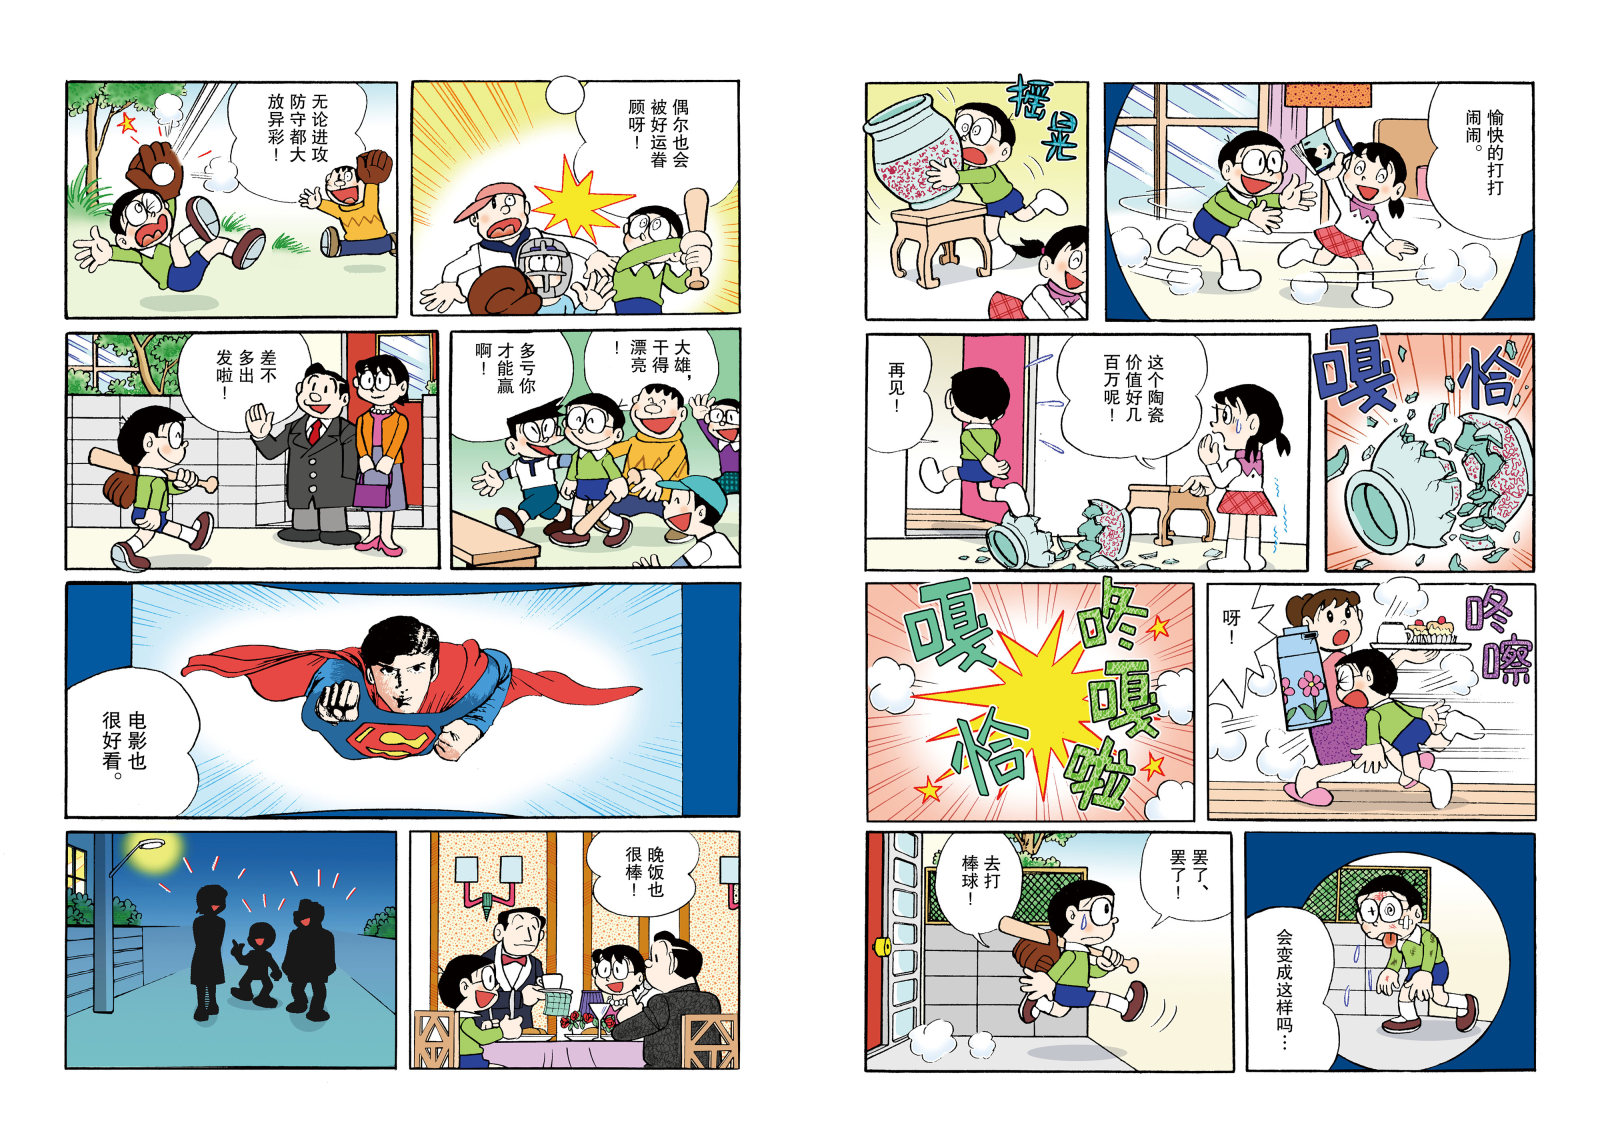 愉快的打打
闹闹。
摇晃
嘎恰
这个陶瓷
价值好几
百万呢！
再见！
咚嚓
呀！
咚嘎啦
嘎恰
会变成这样吗…
罢了、
罢了！
去打
棒球！
偶尔也会
被好运眷
顾呀！
无论进攻
防守都大
放异彩！
大雄，
干得
漂亮
！
多亏你
才能赢
啊！
差不
多出
发啦！
电影也
很好看。
晚饭也
很棒！